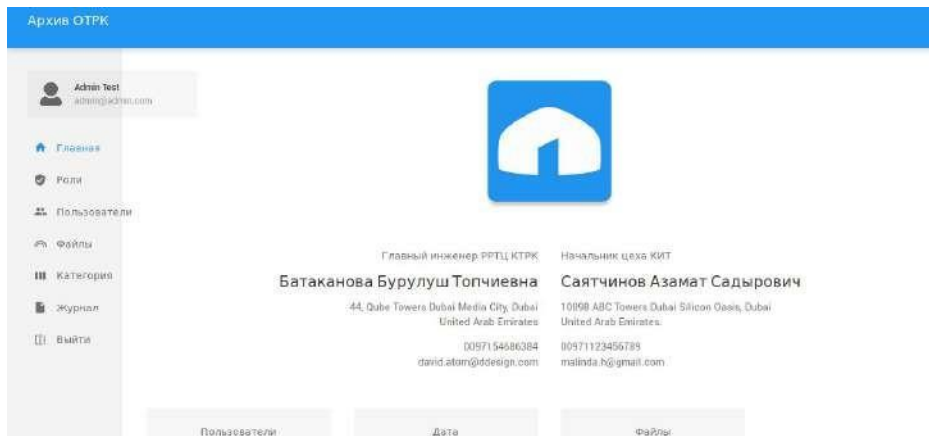 Архив ОТРК
Admin Test
admin@admin.com
Главная
Роли
Пользователи
Файлы
Категория
Журнал
Выйти
Главный инженер РРТЦ КТРК
Батаканова Бурулуш Топчиевна
44, Qube Towers Dubai Media City, Dubai
United Arab Emirates
0097154686384
david.atom@ddesign.com
Начальник цеха КИТ
Саятчинов Азамат Садырович
10098 ABC Towers Dubai Silicon Oasis, Dubai
United Arab Emirates.
00971123456789
malinda.h@gmail.com
Пользователи
Дата
Файлы